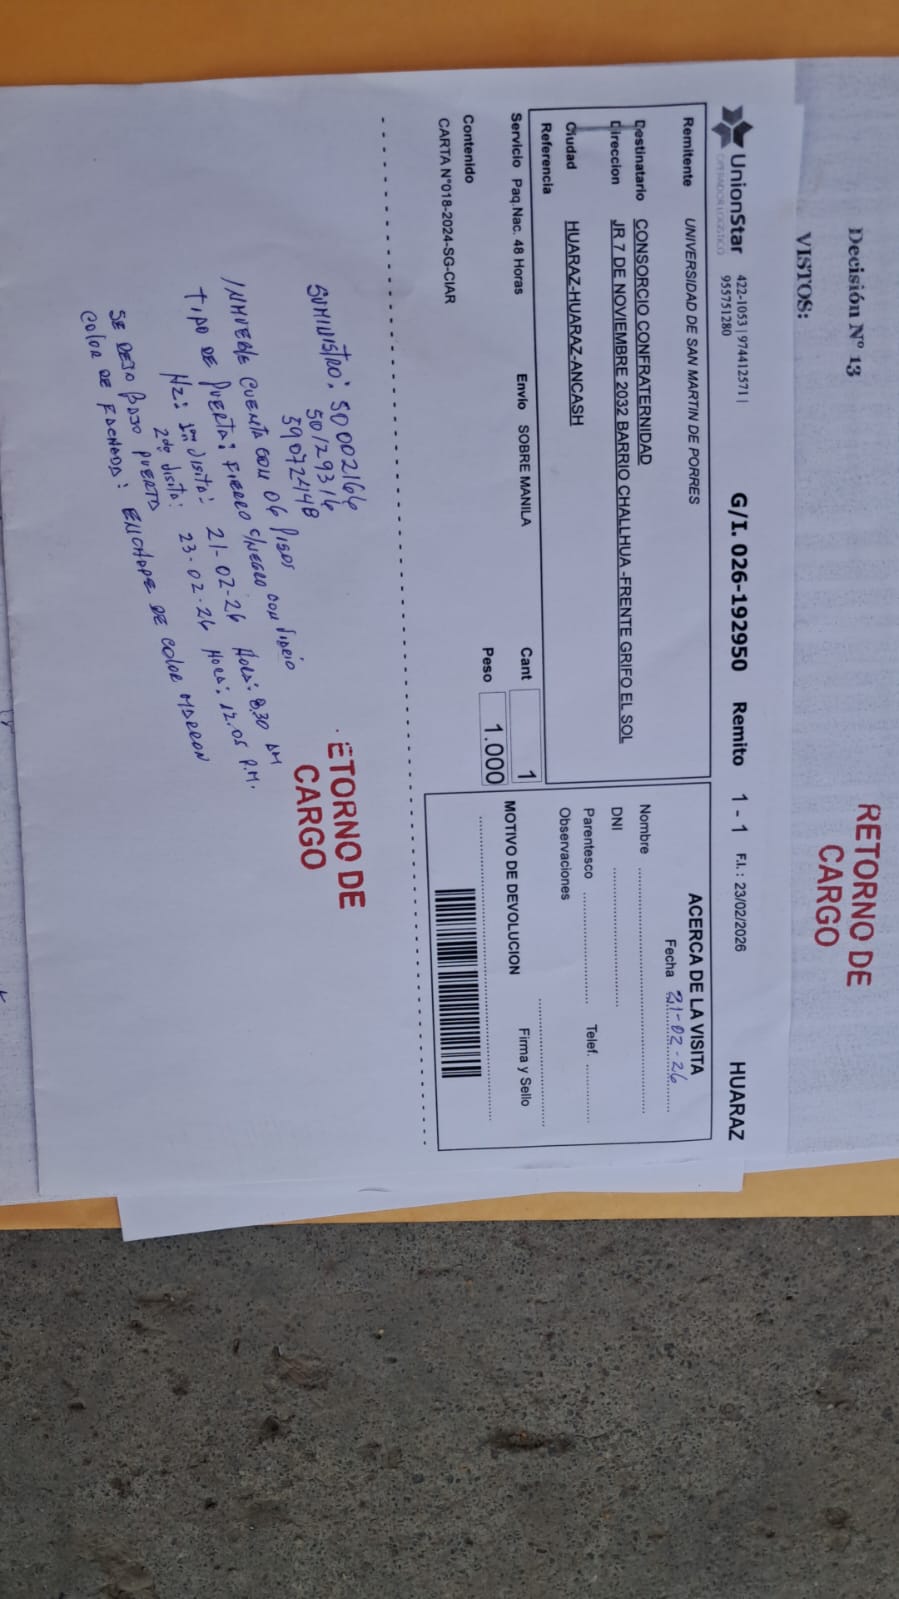 Decisión Nº 13
VISTOS:
RETORNO DE
CARGO
UnionStar
OPERADOR LOGISTICO
422-1053 | 974412571 |
955751280
G/I. 026-192950 Remito 1 - 1 F.I.: 23/02/2026 HUARAZ
Remitente UNIVERSIDAD DE SAN MARTIN DE PORRES
Destinatario CONSORCIO CONFRATERNIDAD
Direccion JR 7 DE NOVIEMBRE 2032 BARRIO CHALLHUA -FRENTE GRIFO EL SOL
Ciudad HUARAZ-HUARAZ-ANCASH
Referencia
Servicio Paq.Nac. 48 Horas Envio SOBRE MANILA Cant 1
Peso 1.000
Contenido
CARTA N°018-2024-SG-CIAR
ACERCA DE LA VISITA
Fecha 21-02-26
Nombre
DNI
Parentesco Telef.
Observaciones
Firma y Sello
MOTIVO DE DEVOLUCION
ETORNO DE
CARGO
SUMINISTRO: 5002166
50129316
59072448
INMUEBLE CUENTA CON 06 PISOS
TIPO DE PUERTA: FIERRO C/NEGRO CON VIDRIO
1ra VISITA: 21-02-26 HORA: 8.30 AM
2da VISITA: 23-02-26 HORA: 12.05 P.M.
SE DEJO BAJO PUERTA
COLOR DE FACHADA: ENCHAPE DE COLOR MARRON